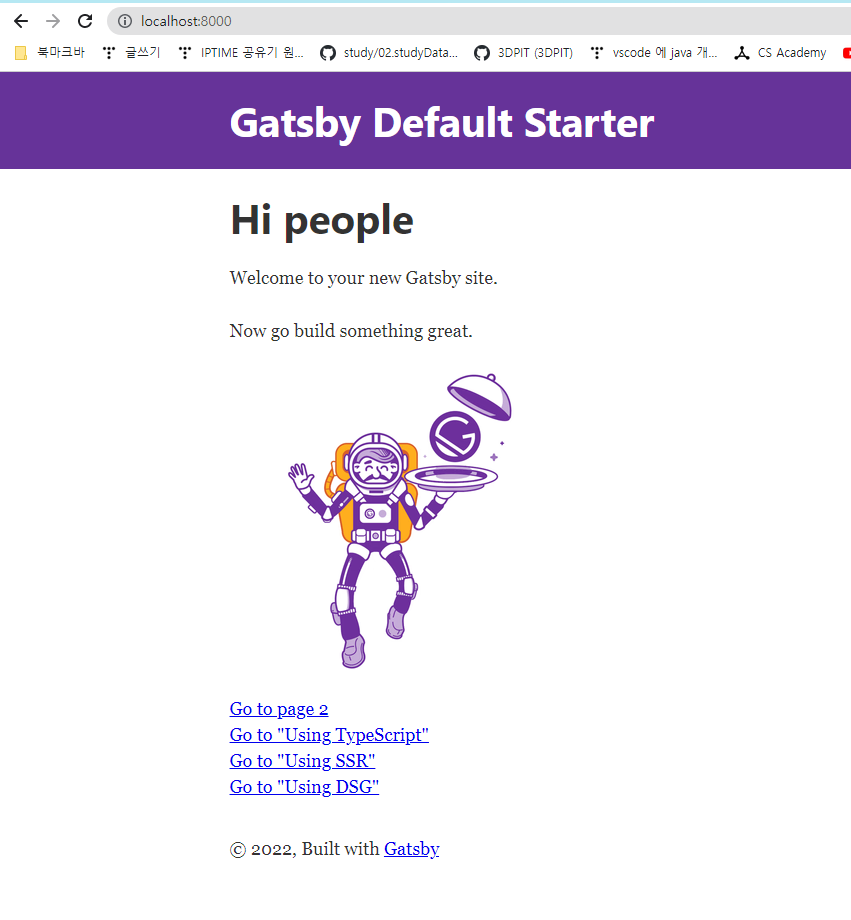 localhost:8000
북마크바 글쓰기 IPTIME 공유기 원... study/02.studyData... 3DPIT (3DPIT) vscode 에 java 개... CS Academy
Gatsby Default Starter
Hi people
Welcome to your new Gatsby site.
Now go build something great.
Go to page 2
Go to "Using TypeScript"
Go to "Using SSR"
Go to "Using DSG"
© 2022, Built with Gatsby